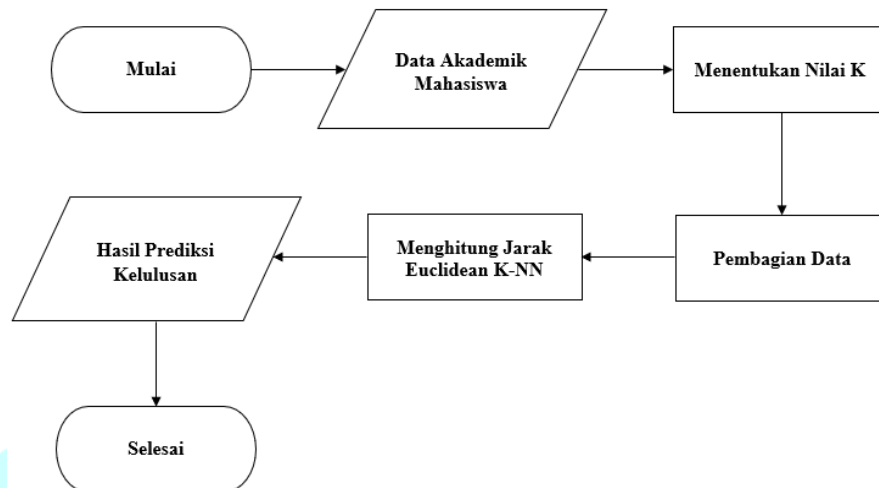 Mulai
Data Akademik
Mahasiswa
Menentukan Nilai K
Pembagian Data
Menghitung Jarak
Euclidean K-NN
Hasil Prediksi
Kelulusan
Selesai